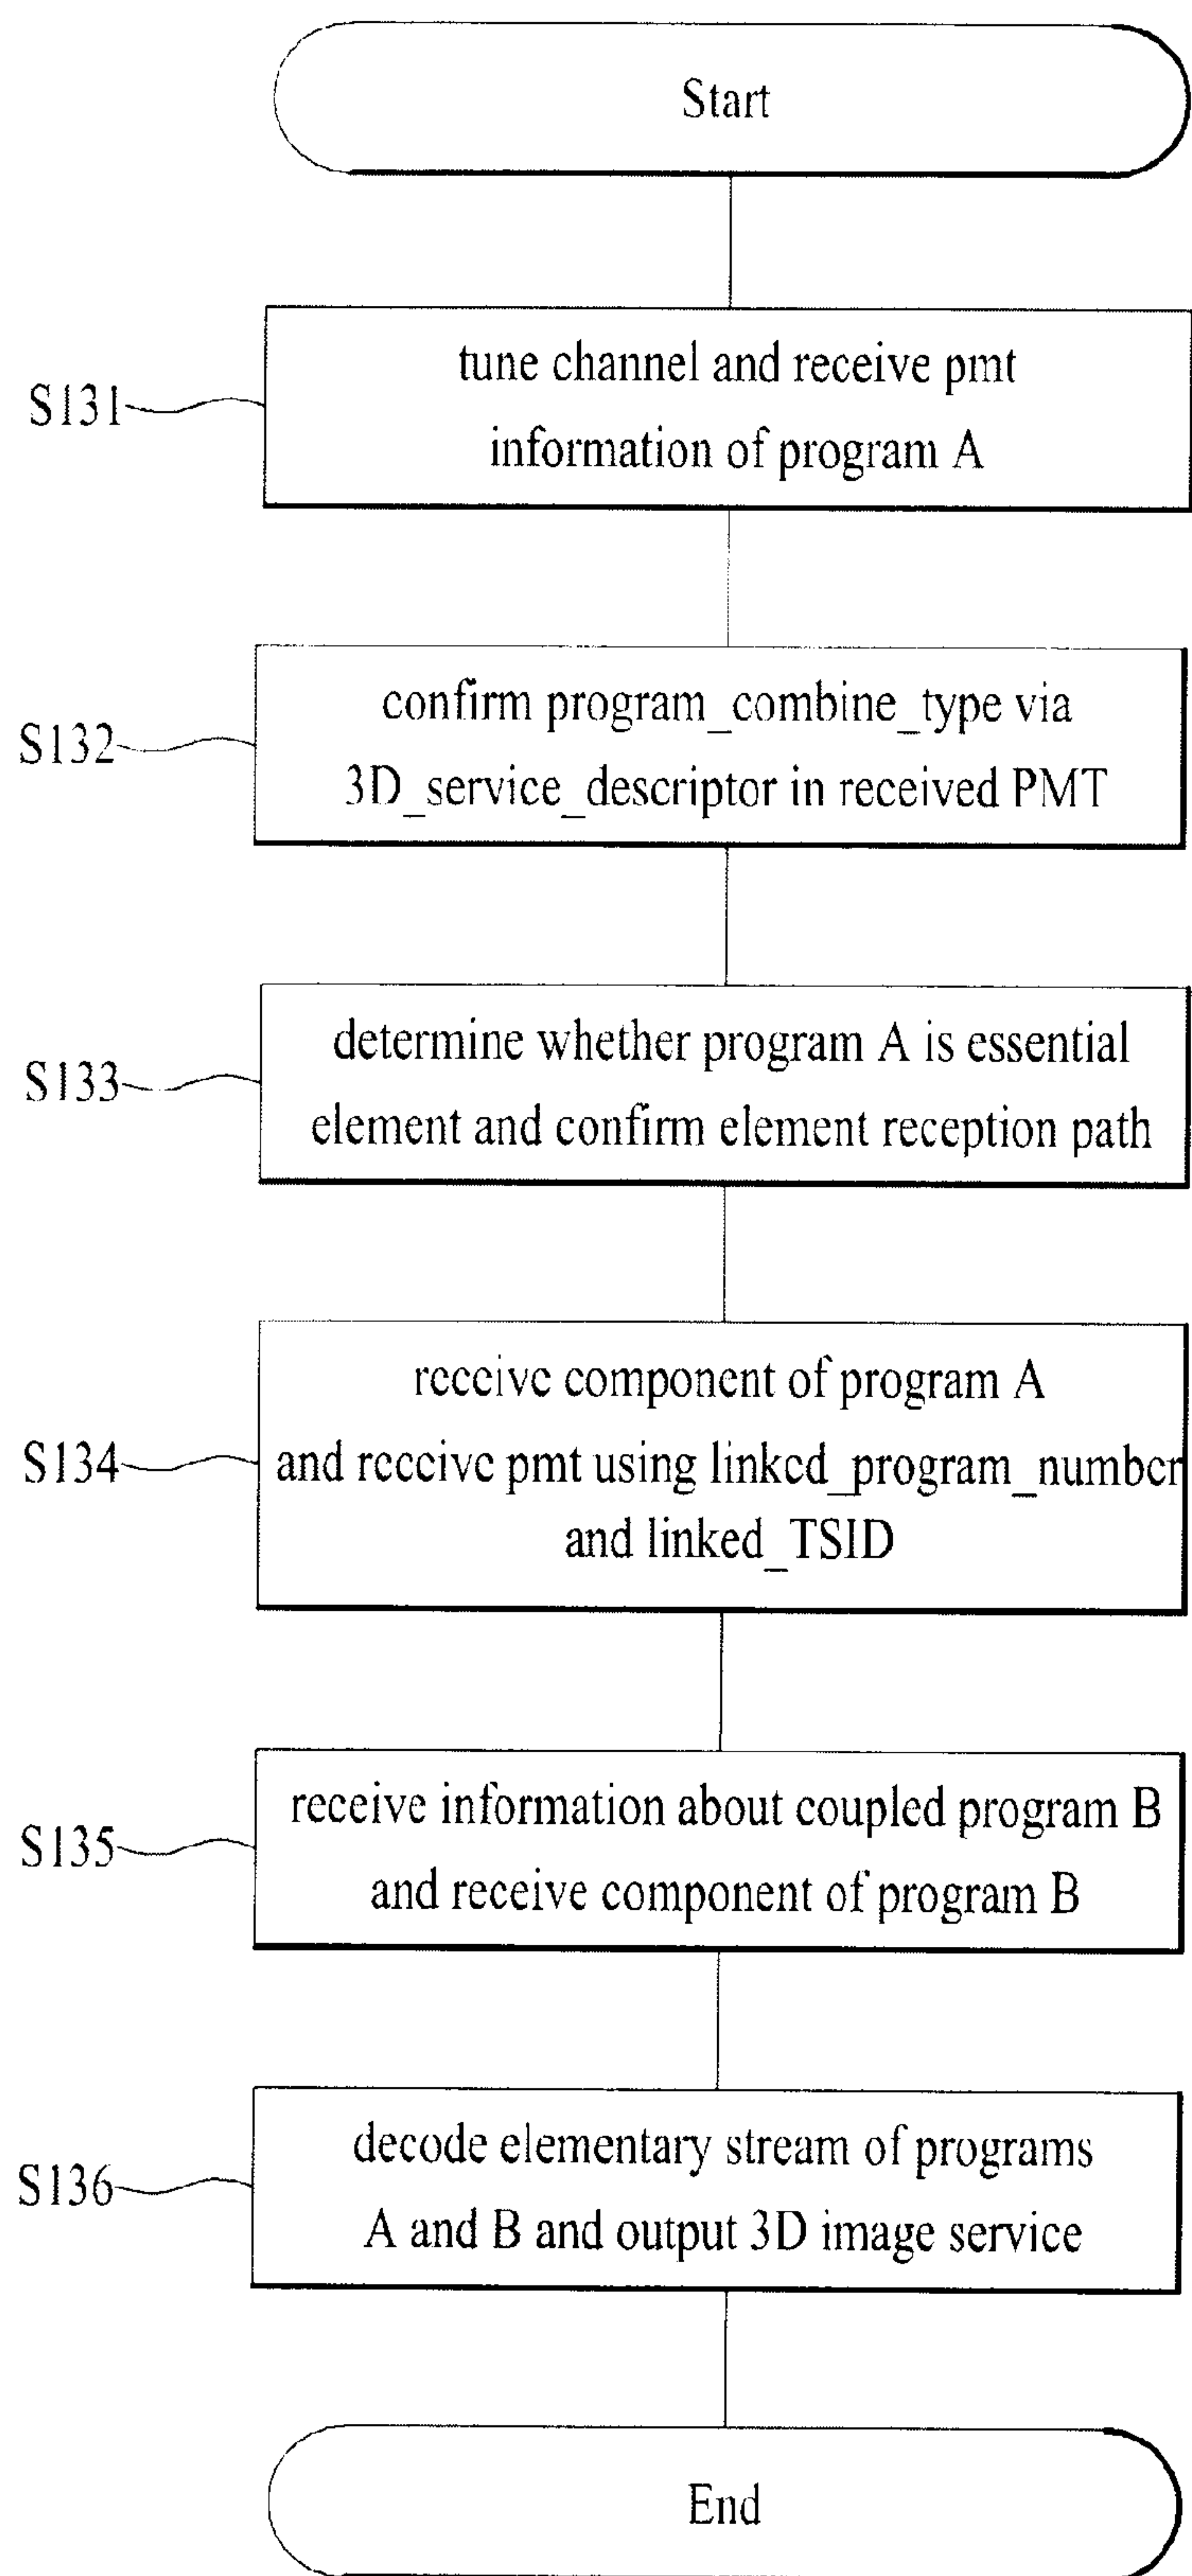 Start
S131
tune channel and receive pmt
information of program A
S132
confirm program_combine_type via
3D_service_descriptor in received PMT
S133
determine whether program A is essential
element and confirm element reception path
S134
receive component of program A
and receive pmt using linked_program_number
and linked_TSID
S135
receive information about coupled program B
and receive component of program B
S136
decode elementary stream of programs
A and B and output 3D image service
End